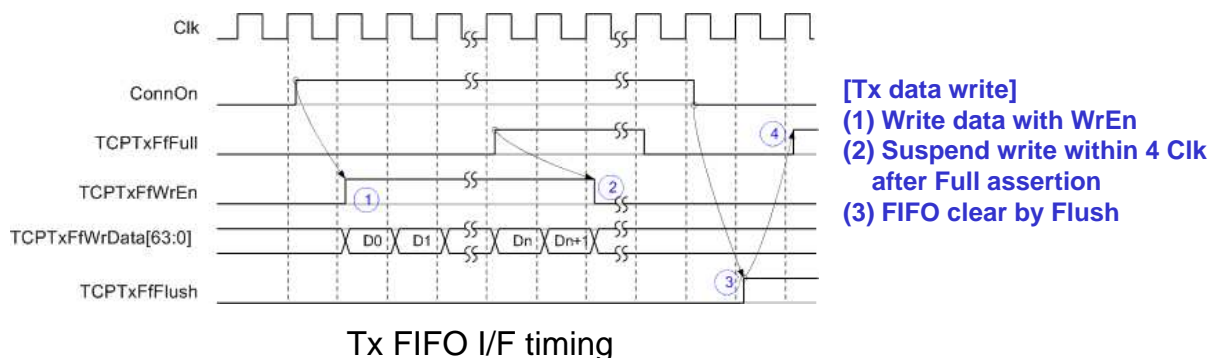 Clk
ConnOn
TCPTxFfFull
4
TCPTxFfWrEn
1
2
TCPTxFfWrData[63:0]
D0
D1
Dn
Dn+1
TCPTxFfFlush
3
[Tx data write]
(1) Write data with WrEn
(2) Suspend write within 4 Clk
after Full assertion
(3) FIFO clear by Flush
Tx FIFO I/F timing